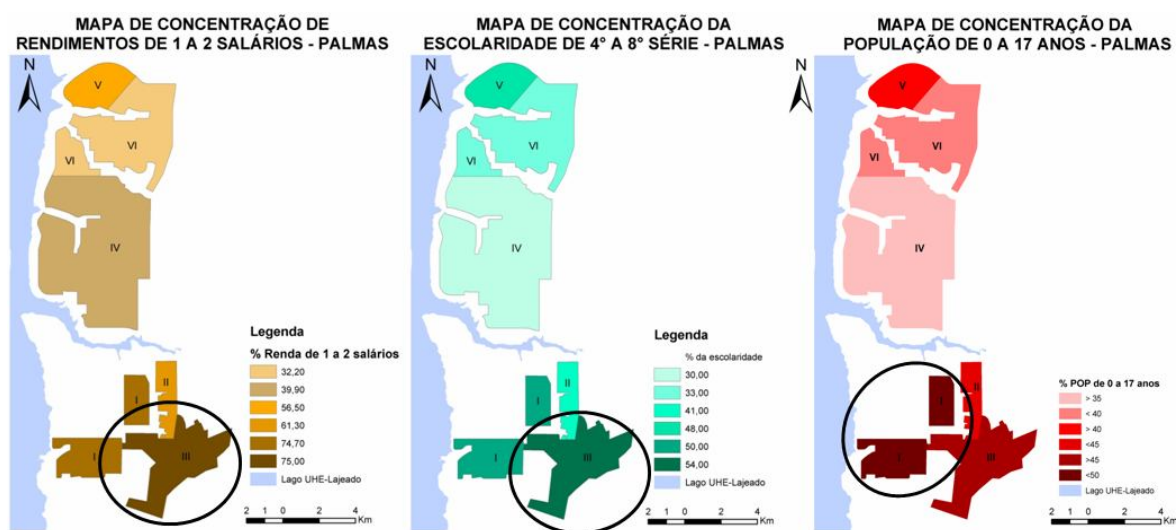 MAPA DE CONCENTRAÇÃO DE
RENDIMENTOS DE 1 A 2 SALÁRIOS - PALMAS
N
V
VI
VI
IV
Legenda
% Renda de 1 a 2 salários
32,20
39,90
56,50
61,30
74,70
75,00
Lago UHE-Lajeado
II
I
I
III
2 1 0 2 4
Km
MAPA DE CONCENTRAÇÃO DA
ESCOLARIDADE DE 4° A 8° SÉRIE - PALMAS
N
V
VI
VI
IV
Legenda
% da escolaridade
30,00
33,00
41,00
48,00
50,00
54,00
Lago UHE-Lajeado
II
I
I
III
2 1 0 2 4
Km
MAPA DE CONCENTRAÇÃO DA
POPULAÇÃO DE 0 A 17 ANOS - PALMAS
N
V
VI
VI
IV
% POP de 0 a 17 anos
> 35
< 40
> 40
<45
>45
<50
Lago UHE-Lajeado
II
I
I
III
2 1 0 2 4
Km